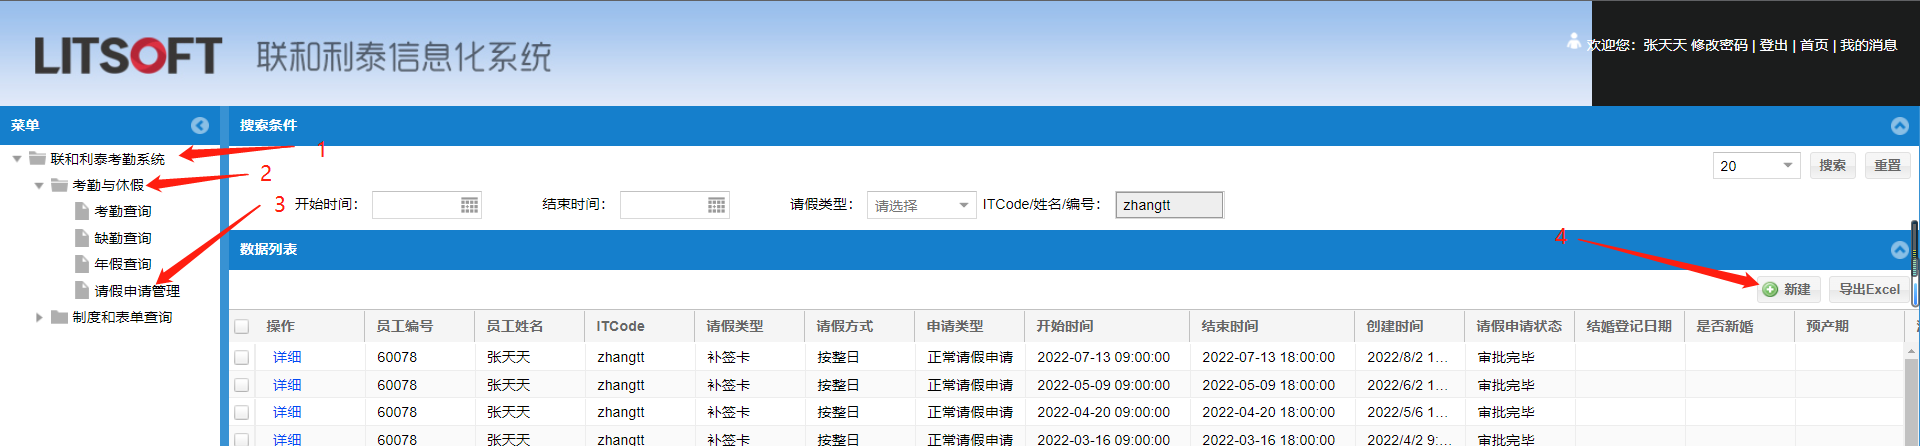 LITSOFT 联和利泰信息化系统
欢迎您: 张天天 修改密码 | 登出 | 首页 | 我的消息
菜单
联和利泰考勤系统 1
考勤与休假 2
考勤查询 3
缺勤查询
年假查询
请假申请管理
制度和表单查询
搜索条件
20 搜索 重置
开始时间: 结束时间: 请假类型: 请选择 ITCode/姓名/编号: zhangtt
数据列表 4
新建 导出Excel
操作 员工编号 员工姓名 ITCode 请假类型 请假方式 申请类型 开始时间 结束时间 创建时间 请假申请状态 结婚登记日期 是否新婚 预产期
详细 60078 张天天 zhangtt 补签卡 按整日 正常请假申请 2022-07-13 09:00:00 2022-07-13 18:00:00 2022/8/2 1... 审批完毕
详细 60078 张天天 zhangtt 补签卡 按整日 正常请假申请 2022-05-09 09:00:00 2022-05-09 18:00:00 2022/6/2 1... 审批完毕
详细 60078 张天天 zhangtt 补签卡 按整日 正常请假申请 2022-04-20 09:00:00 2022-04-20 18:00:00 2022/5/6 1... 审批完毕
详细 60078 张天天 zhangtt 补签卡 按整日 正常请假申请 2022-03-16 09:00:00 2022-03-16 18:00:00 2022/4/2 9:... 审批完毕